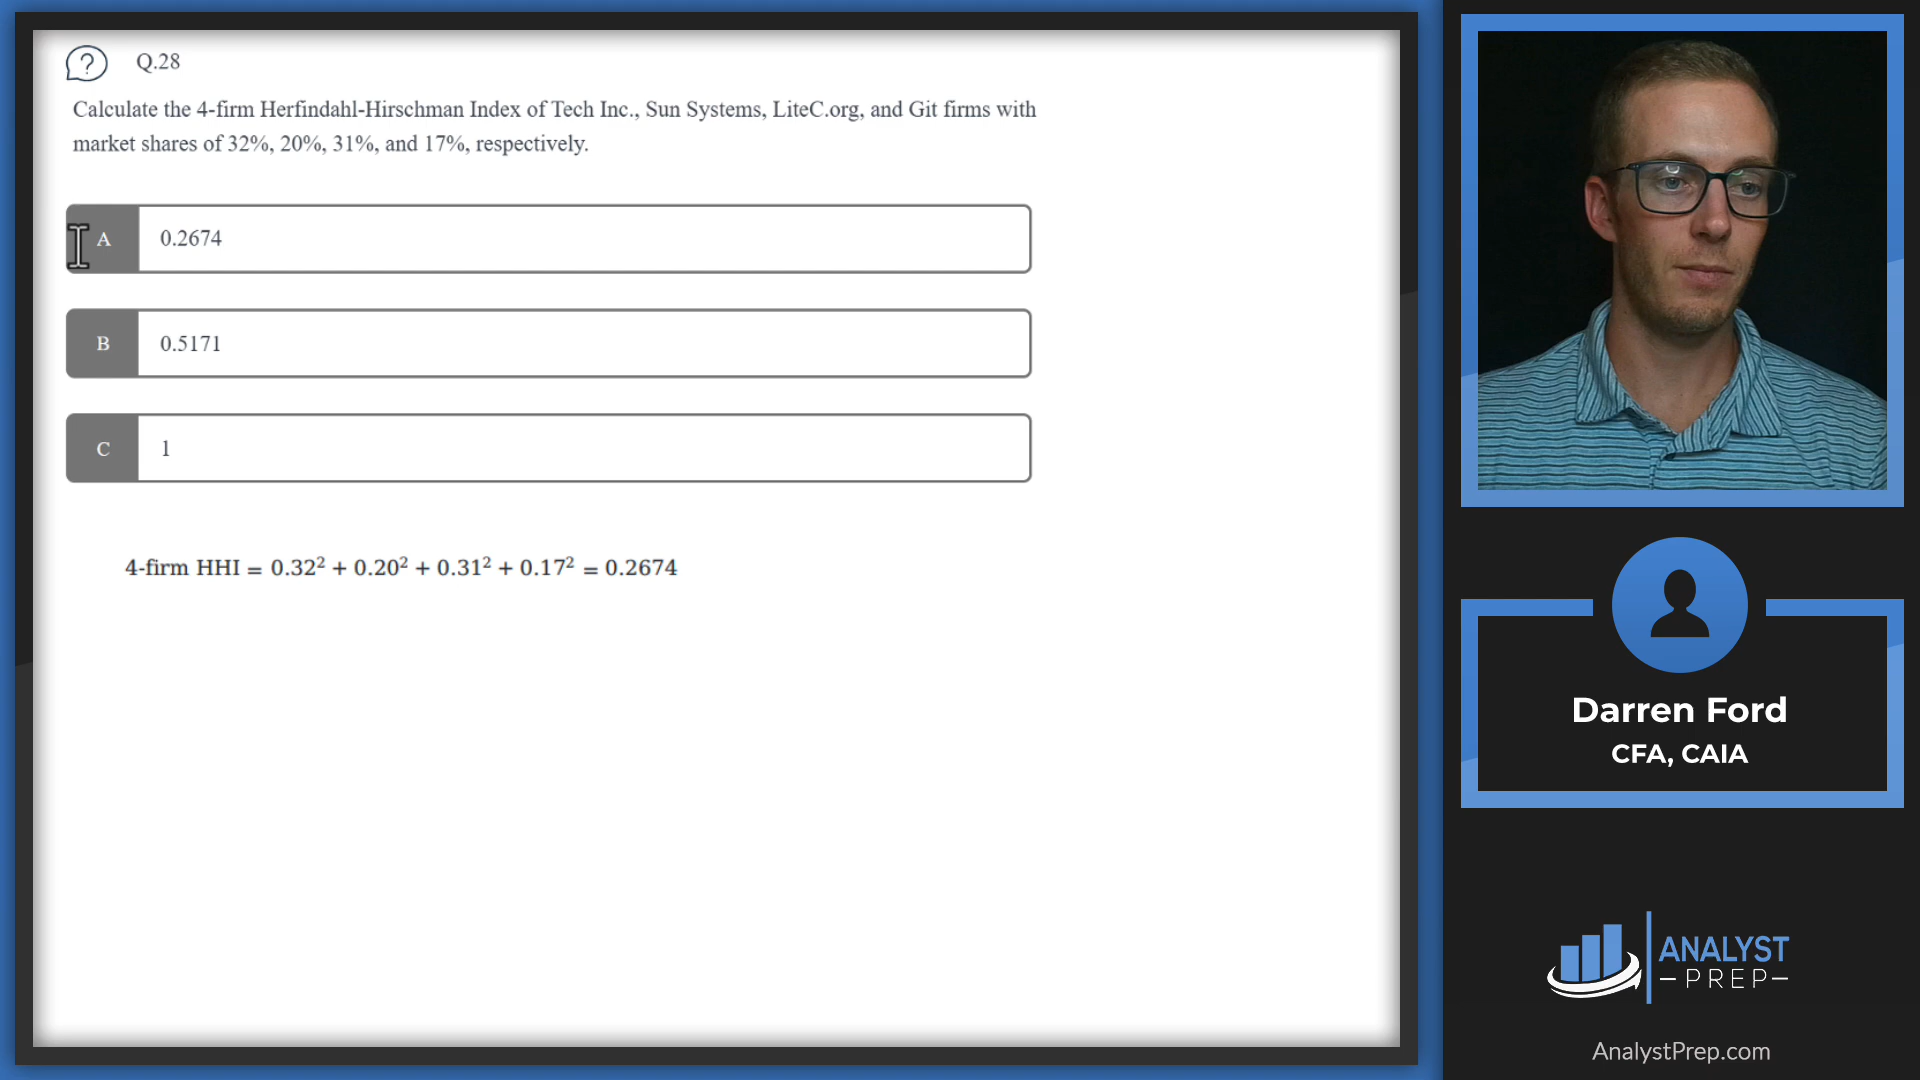 Q.28
Calculate the 4-firm Herfindahl-Hirschman Index of Tech Inc., Sun Systems, LiteC.org, and Git firms with
market shares of 32%, 20%, 31%, and 17%, respectively.
A 0.2674
B 0.5171
C 1
4-firm HHI = 0.32² + 0.20² + 0.31² + 0.17² = 0.2674
Darren Ford
CFA, CAIA
ANALYST
PREP
AnalystPrep.com